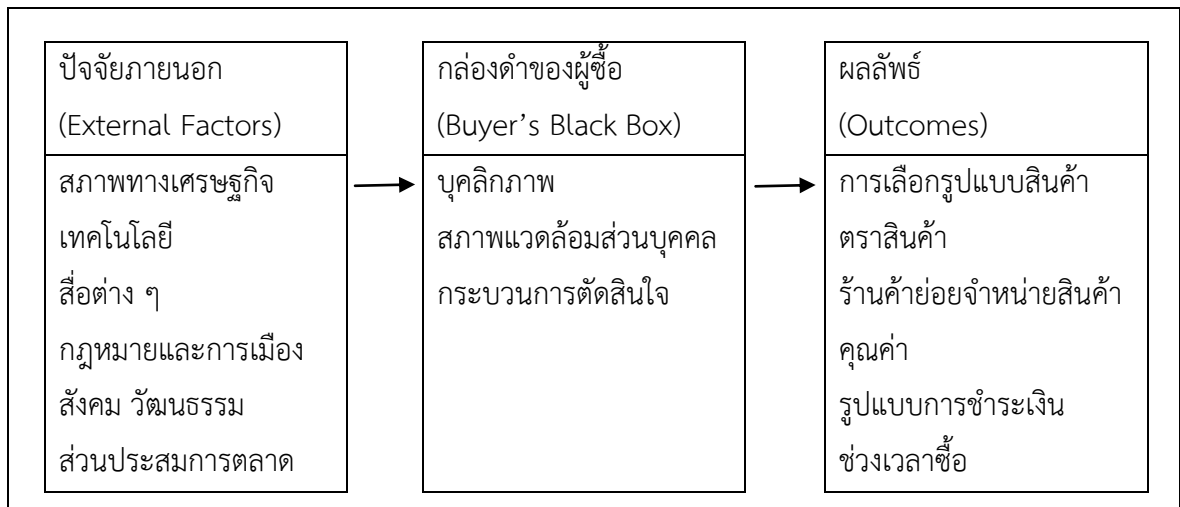 ปัจจัยภายนอก
(External Factors)
สภาพทางเศรษฐกิจ
เทคโนโลยี
สื่อต่าง ๆ
กฎหมายและการเมือง
สังคม วัฒนธรรม
ส่วนประสมการตลาด
กล่องดำของผู้ซื้อ
(Buyer’s Black Box)
บุคลิกภาพ
สภาพแวดล้อมส่วนบุคคล
กระบวนการตัดสินใจ
ผลลัพธ์
(Outcomes)
การเลือกรูปแบบสินค้า
ตราสินค้า
ร้านค้าย่อยจำหน่ายสินค้า
คุณค่า
รูปแบบการชำระเงิน
ช่วงเวลาซื้อ